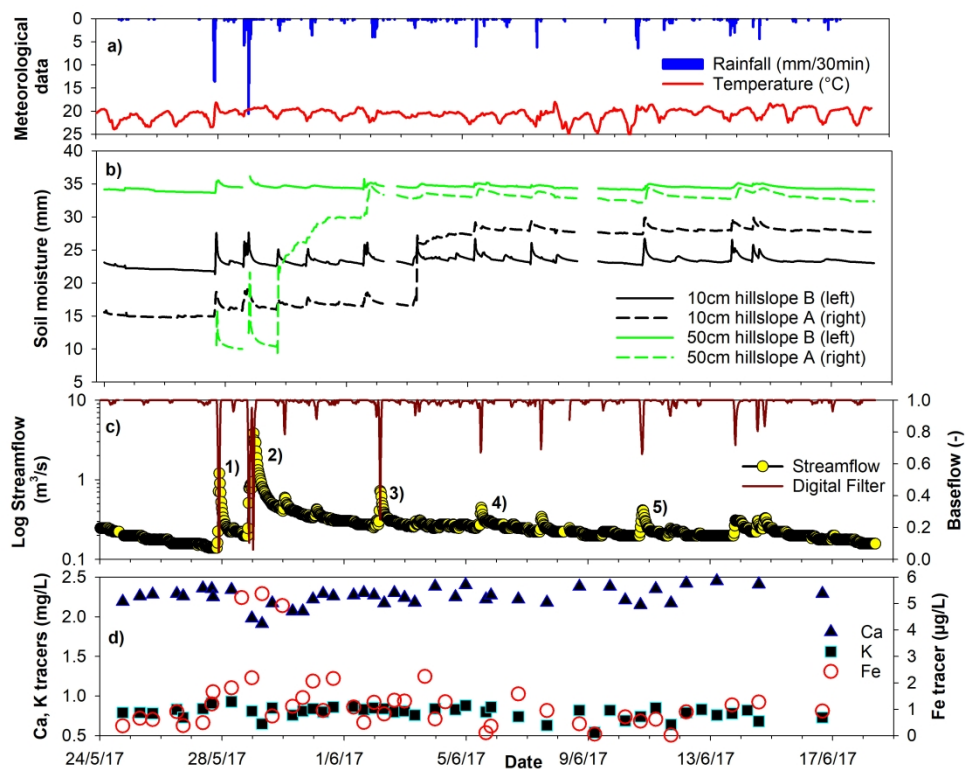 0
5
10
15
20
25
Meteorological
data
a)
Rainfall (mm/30min)
Temperature (°C)
40
35
30
25
20
15
10
5
Soil moisture (mm)
b)
10cm hillslope B (left)
10cm hillslope A (right)
50cm hillslope B (left)
50cm hillslope A (right)
10
1
0.1
Log Streamflow
(m³/s)
c)
1)
2)
3)
4)
5)
Streamflow
Digital Filter
1.0
0.8
0.6
0.4
0.2
0.0
Baseflow (-)
2.5
2.0
1.5
1.0
0.5
Ca, K tracers (mg/L)
d)
Ca
K
Fe
6
5
4
3
2
1
0
Fe tracer (µg/L)
24/5/17
28/5/17
1/6/17
5/6/17
9/6/17
13/6/17
17/6/17
Date